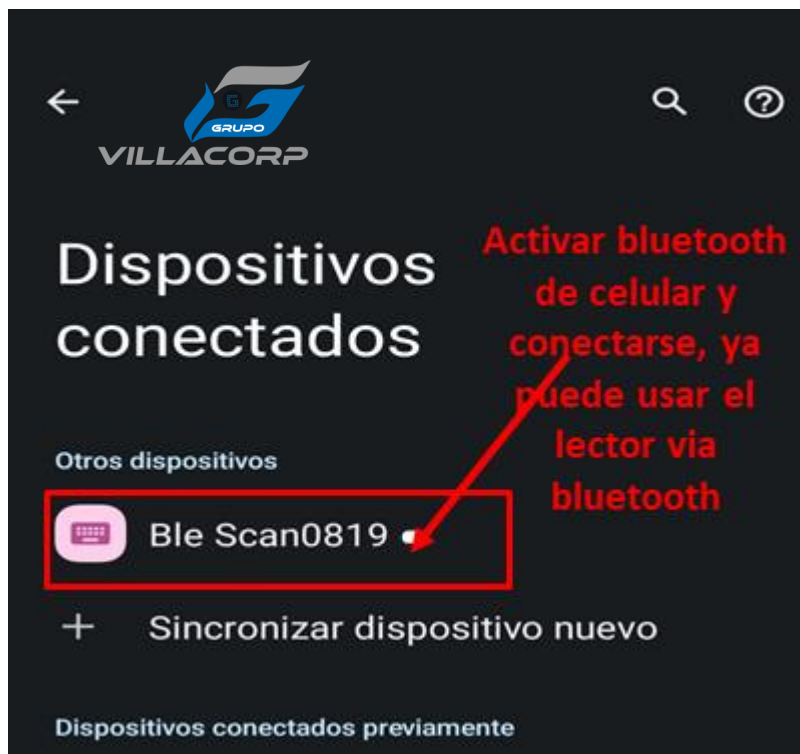 G
GRUPO
VILLACORP
Dispositivos
conectados
Activar bluetooth
de celular y
conectarse, ya
puede usar el
lector via
bluetooth
Otros dispositivos
Ble Scan0819
Sincronizar dispositivo nuevo
Dispositivos conectados previamente